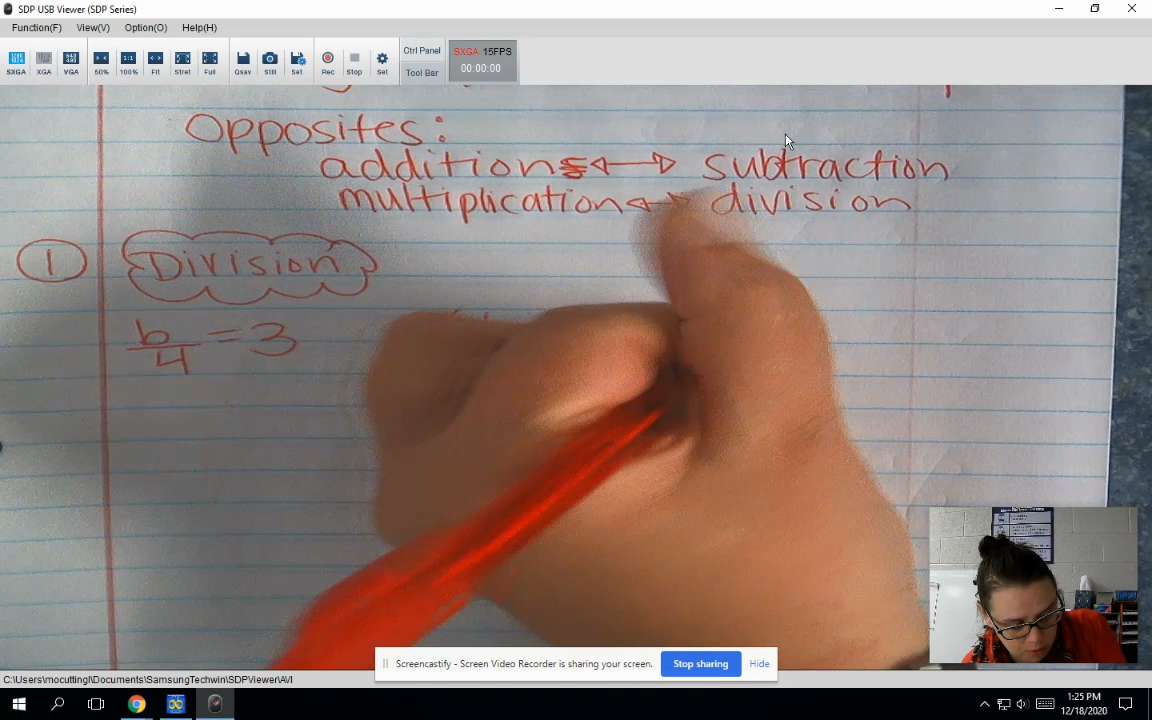 SDP USB Viewer (SDP Series)
Function(F) View(V) Option(O) Help(H)
SXGA XGA VGA 50% 100% Fit Stret Full Qsav Still Set Rec Stop Set Ctrl Panel Tool Bar SXGA 15FPS 00:00:00
Opposites:
addition ↔ subtraction
multiplication ↔ division
1 Division
b/4 = 3
Screencastify - Screen Video Recorder is sharing your screen. Stop sharing Hide
C:\Users\mocuttingl\Documents\SamsungTechwin\SDPViewer\AVI
1:25 PM
12/18/2020